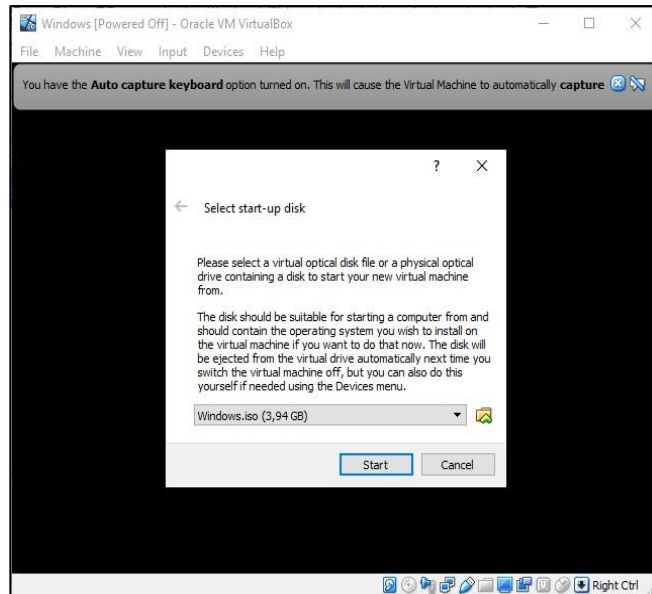 Windows [Powered Off] - Oracle VM VirtualBox
File Machine View Input Devices Help
You have the Auto capture keyboard option turned on. This will cause the Virtual Machine to automatically capture
?
Select start-up disk
Please select a virtual optical disk file or a physical optical
drive containing a disk to start your new virtual machine
from.
The disk should be suitable for starting a computer from and
should contain the operating system you wish to install on
the virtual machine if you want to do that now. The disk will
be ejected from the virtual drive automatically next time you
switch the virtual machine off, but you can also do this
yourself if needed using the Devices menu.
Windows.iso (3,94 GB)
Start Cancel
Right Ctrl